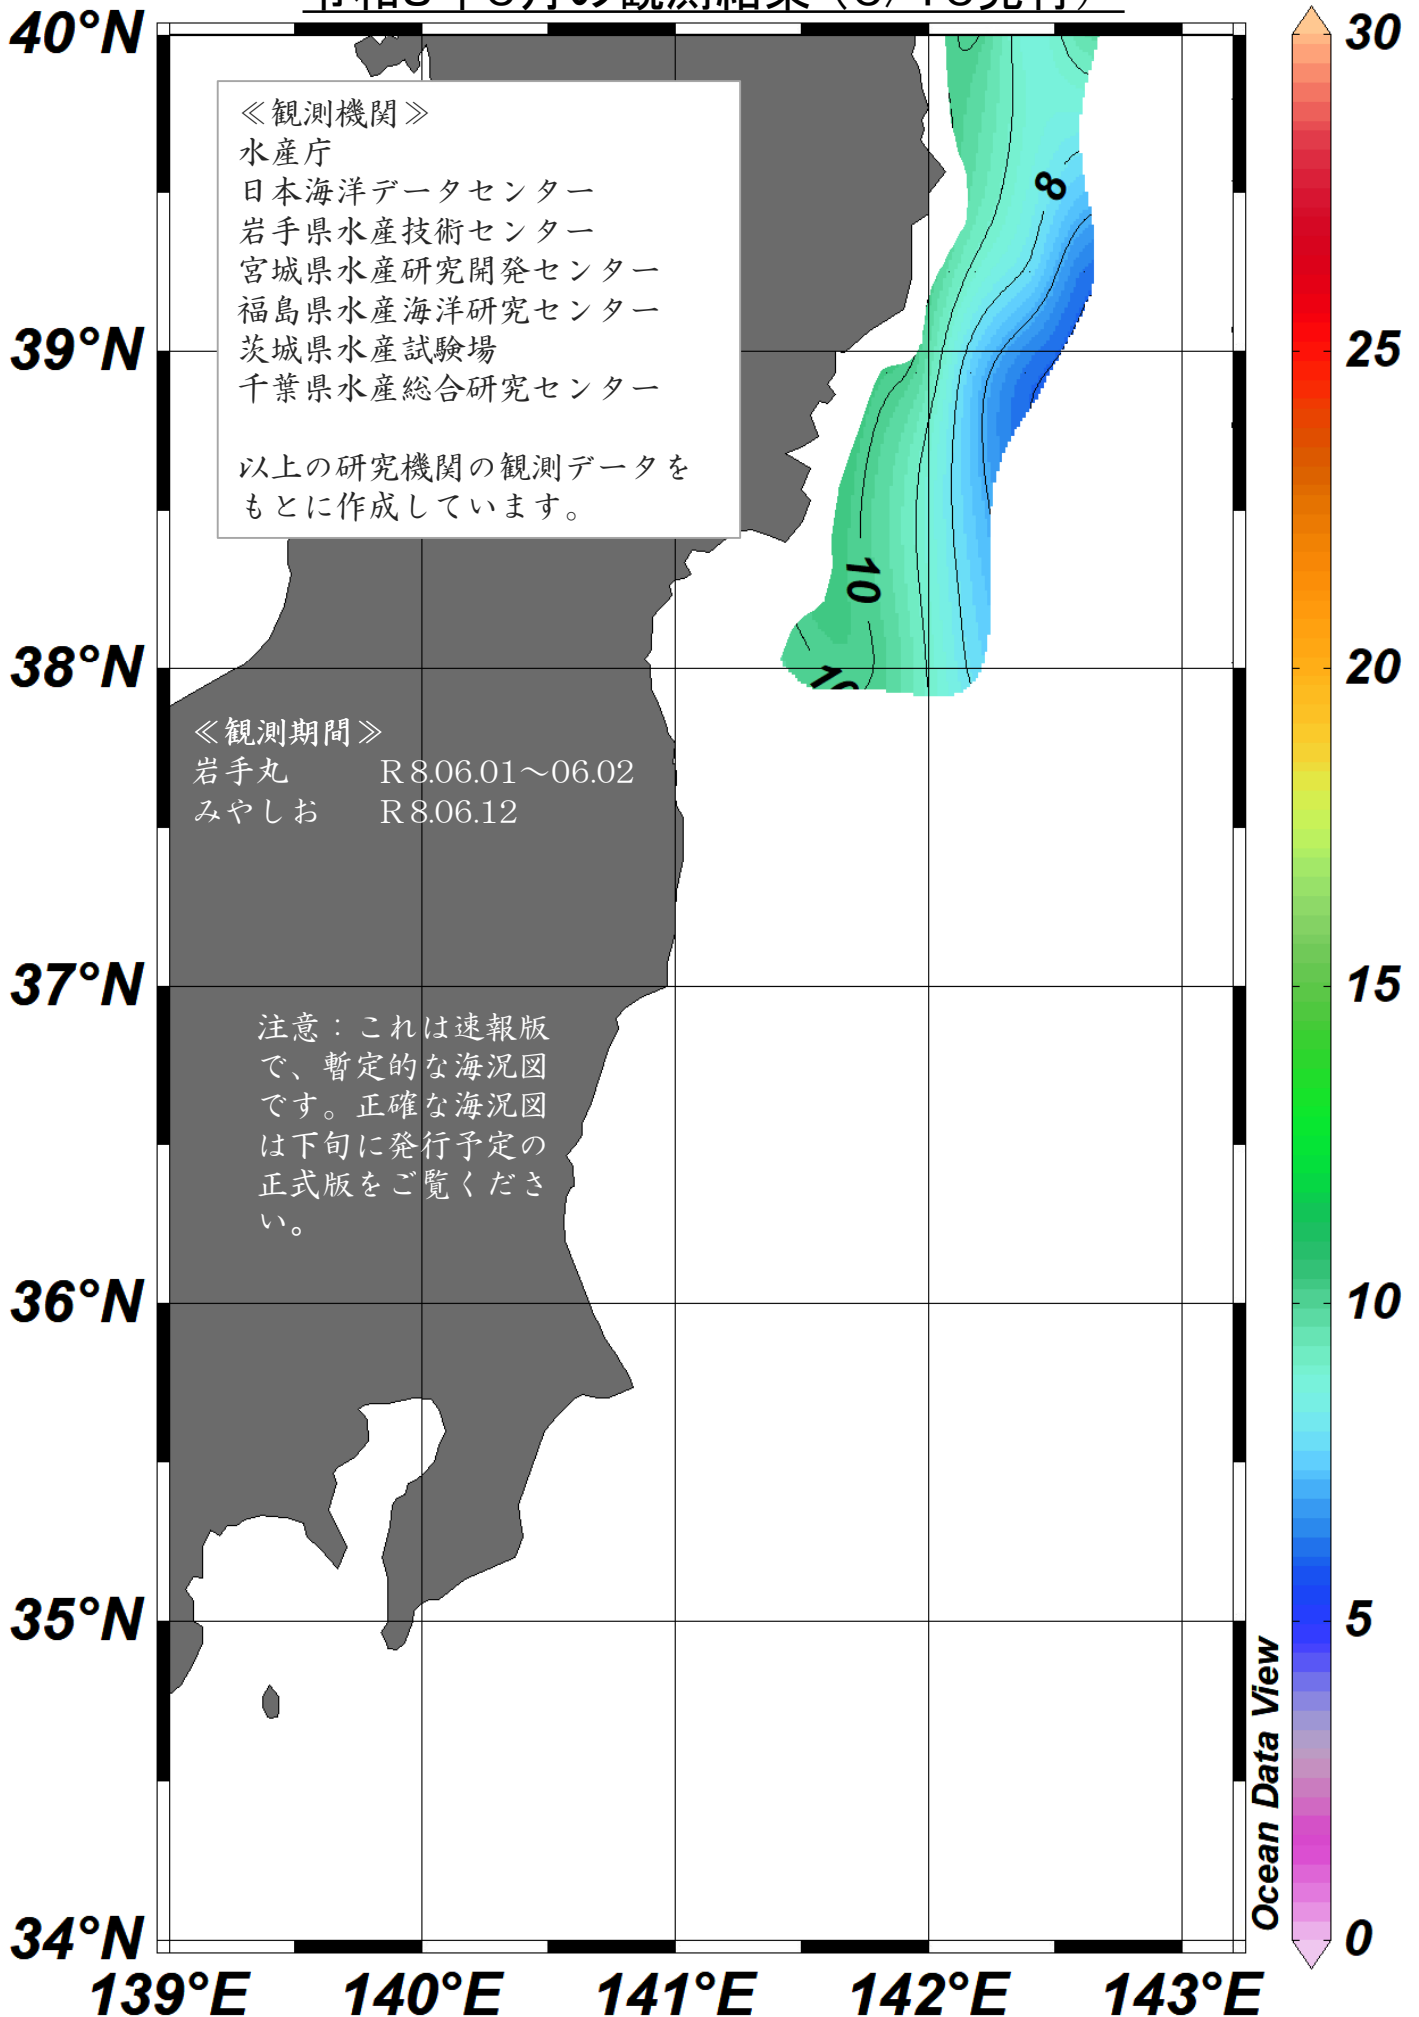 40°N
39°N
38°N
37°N
36°N
35°N
34°N
139°E
140°E
141°E
142°E
143°E
≪観測機関≫
水産庁
日本海洋データセンター
岩手県水産技術センター
宮城県水産研究開発センター
福島県水産海洋研究センター
茨城県水産試験場
千葉県水産総合研究センター
以上の研究機関の観測データを
もとに作成しています。
8
10
10
≪観測期間≫
岩手丸 R8.06.01～06.02
みやしお R8.06.12
注意：これは速報版
で、暫定的な海況図
です。正確な海況図
は下旬に発行予定の
正式版をご覧くださ
い。
30
25
20
15
10
5
0
Ocean Data View